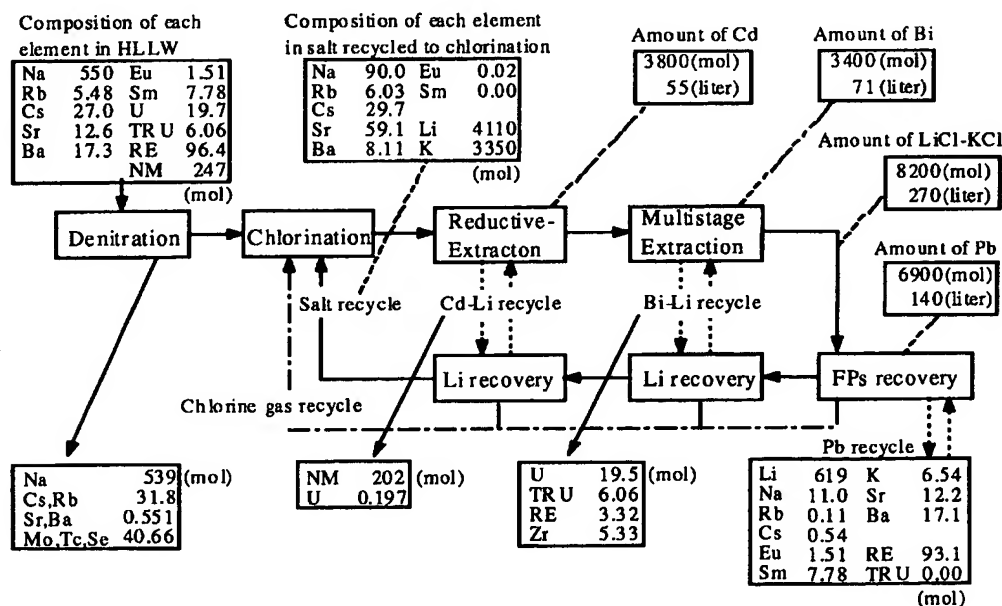 Composition of each
element in HLLW
Na 550 Eu 1.51
Rb 5.48 Sm 7.78
Cs 27.0 U 19.7
Sr 12.6 TRU 6.06
Ba 17.3 RE 96.4
NM 247
(mol)
Composition of each element
in salt recycled to chlorination
Na 90.0 Eu 0.02
Rb 6.03 Sm 0.00
Cs 29.7
Sr 59.1 Li 4110
Ba 8.11 K 3350
(mol)
Amount of Cd
3800(mol)
55(liter)
Amount of Bi
3400(mol)
71(liter)
Amount of LiCl-KCl
8200(mol)
270(liter)
Amount of Pb
6900(mol)
140(liter)
Denitration
Chlorination
Reductive-
Extracton
Multistage
Extraction
Salt recycle
Cd-Li recycle
Bi-Li recycle
Li recovery
Li recovery
FPs recovery
Chlorine gas recycle
Pb recycle
Na 539 (mol)
Cs,Rb 31.8
Sr,Ba 0.551
Mo,Tc,Se 40.66
NM 202 (mol)
U 0.197
U 19.5 (mol)
TRU 6.06
RE 3.32
Zr 5.33
Li 619 K 6.54
Na 11.0 Sr 12.2
Rb 0.11 Ba 17.1
Cs 0.54
Eu 1.51 RE 93.1
Sm 7.78 TRU 0.00
(mol)